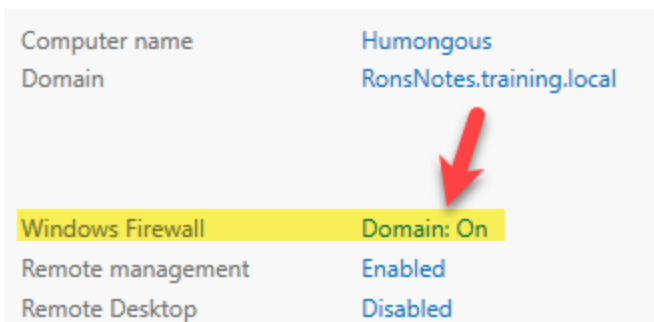 Computer name Humongous
Domain RonsNotes.training.local
Windows Firewall Domain: On
Remote management Enabled
Remote Desktop Disabled